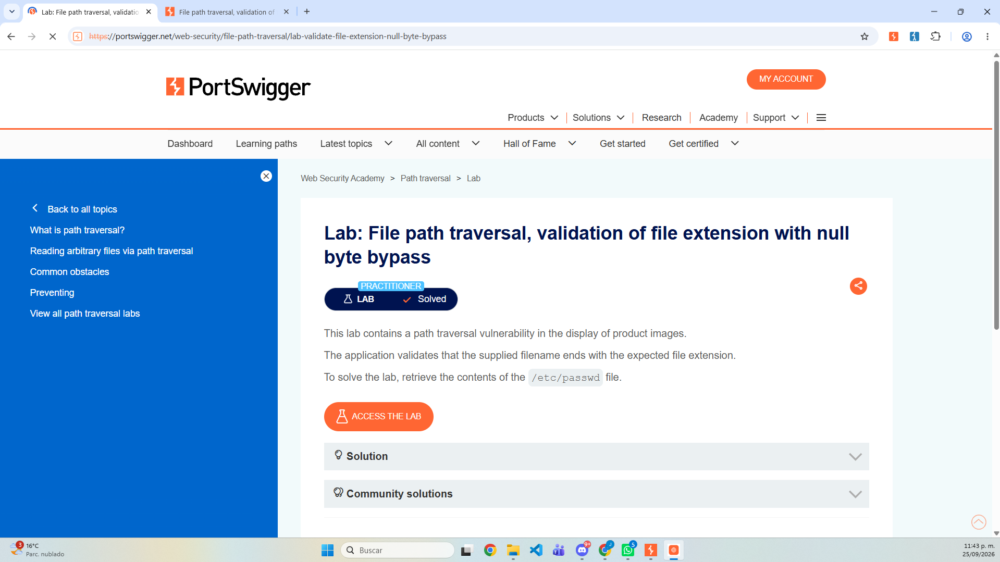 Lab: File path traversal, validatio
File path traversal, validation of
https://portswigger.net/web-security/file-path-traversal/lab-validate-file-extension-null-byte-bypass
PortSwigger
MY ACCOUNT
Products
Solutions
Research
Academy
Support
Dashboard
Learning paths
Latest topics
All content
Hall of Fame
Get started
Get certified
Back to all topics
What is path traversal?
Reading arbitrary files via path traversal
Common obstacles
Preventing
View all path traversal labs
Web Security Academy > Path traversal > Lab
Lab: File path traversal, validation of file extension with null
byte bypass
PRACTITIONER
LAB
Solved
This lab contains a path traversal vulnerability in the display of product images.
The application validates that the supplied filename ends with the expected file extension.
To solve the lab, retrieve the contents of the /etc/passwd file.
ACCESS THE LAB
Solution
Community solutions
3
16°C
Parc. nublado
Buscar
9+
J
5
11:43 p. m.
25/09/2026